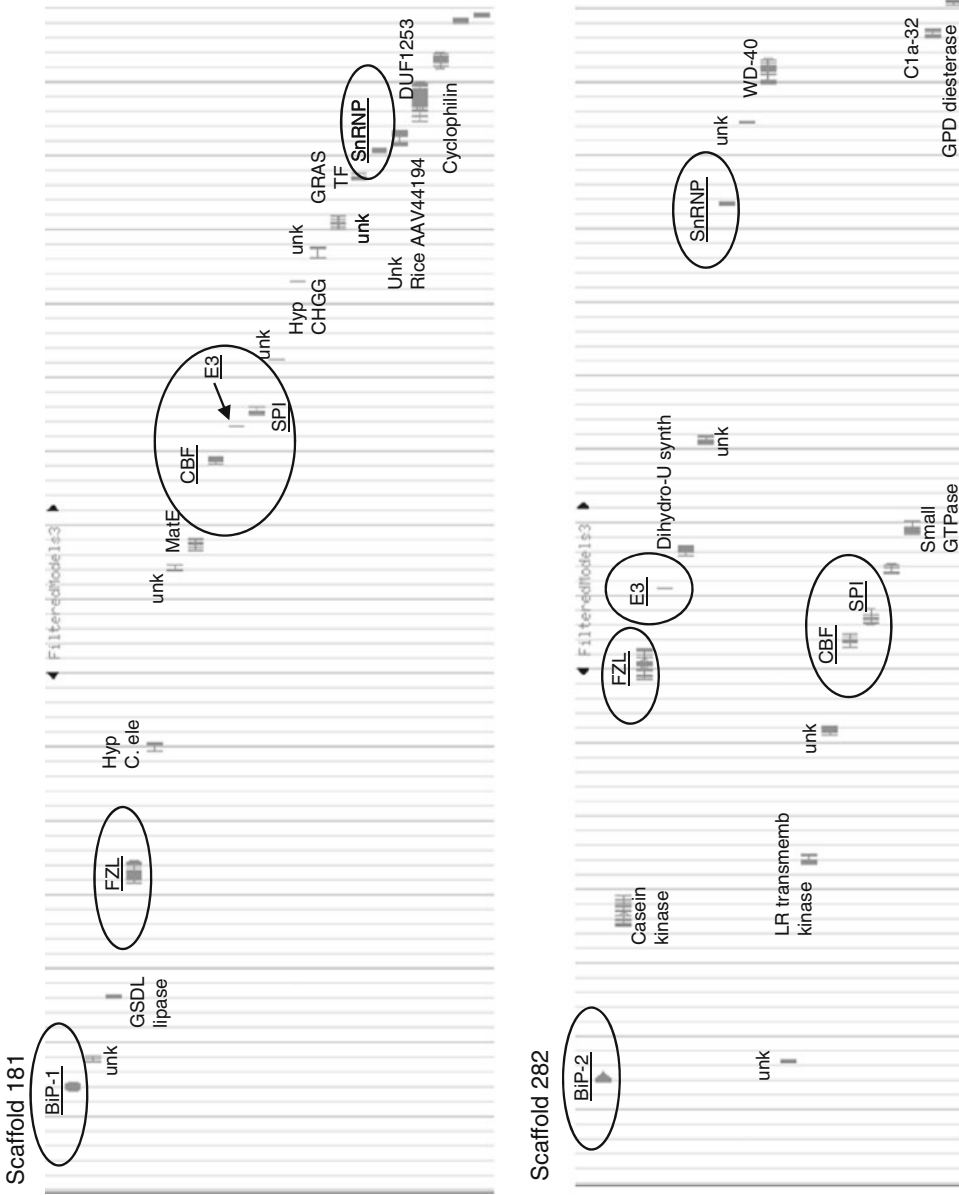 Scaffold 181
BiP-1
unk
GSDL
lipase
FZL
Hyp
C. ele
◀ FilteredModels3 ▶
unk
MatE
CBF
E3
SPI
unk
Hyp
CHGG
unk
unk
GRAS
TF
Unk
Rice AAV44194
SnRNP
DUF1253
Cyclophilin
Scaffold 282
BiP-2
unk
Casein
kinase
LR transmemb
kinase
unk
FZL
◀ FilteredModels3 ▶
E3
CBF
SPI
Dihydro-U synth
Small
GTPase
unk
SnRNP
unk
WD-40
C1a-32
GPD diesterase